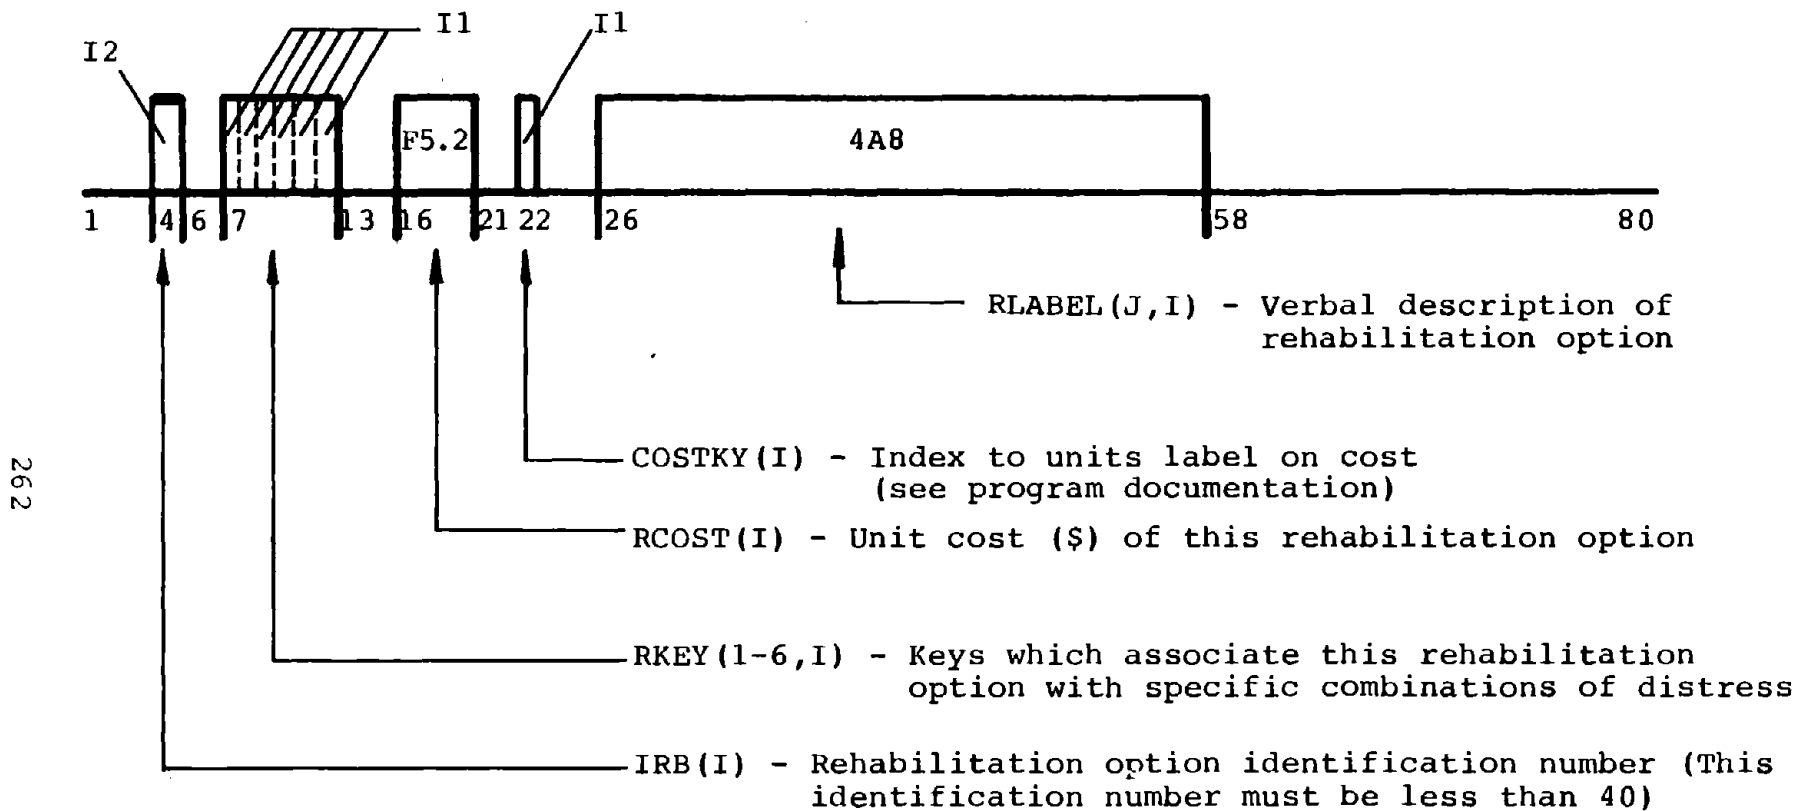 I1
I1
I2
F5.2
4A8
1 4 6 7 13 16 21 22 26 58 80
RLABEL(J,I) - Verbal description of
rehabilitation option
COSTKY(I) - Index to units label on cost
(see program documentation)
RCOST(I) - Unit cost ($) of this rehabilitation option
RKEY(1-6,I) - Keys which associate this rehabilitation
option with specific combinations of distress
IRB(I) - Rehabilitation option identification number (This
identification number must be less than 40)
262